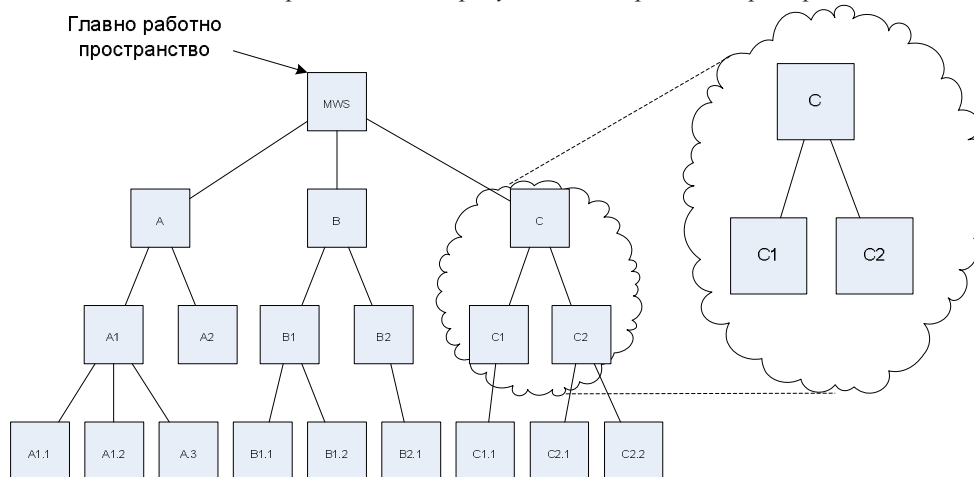 Главно работно
пространство
MWS
A
B
C
A1
A2
B1
B2
C1
C2
A1.1
A1.2
A.3
B1.1
B1.2
B2.1
C1.1
C2.1
C2.2
C
C1
C2